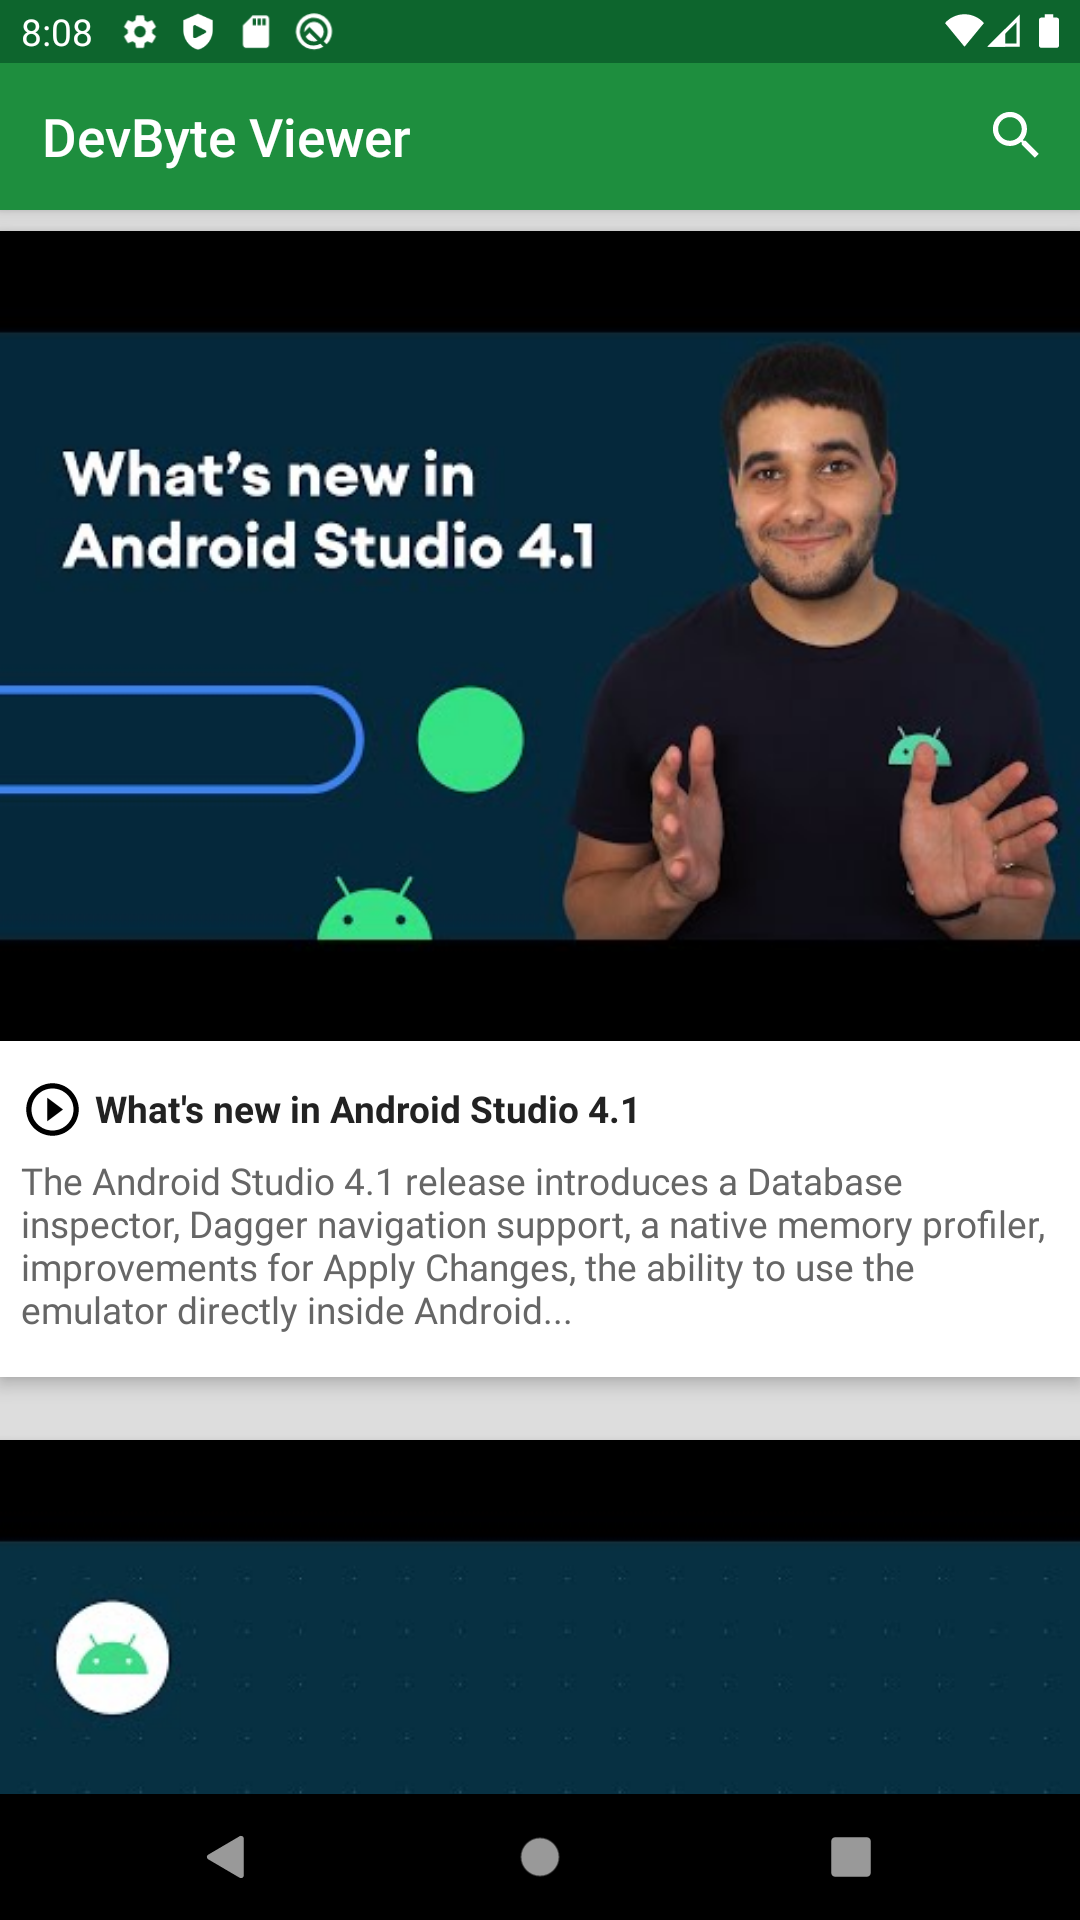 8:08
DevByte Viewer
What’s new in
Android Studio 4.1
What's new in Android Studio 4.1
The Android Studio 4.1 release introduces a Database
inspector, Dagger navigation support, a native memory profiler,
improvements for Apply Changes, the ability to use the
emulator directly inside Android...